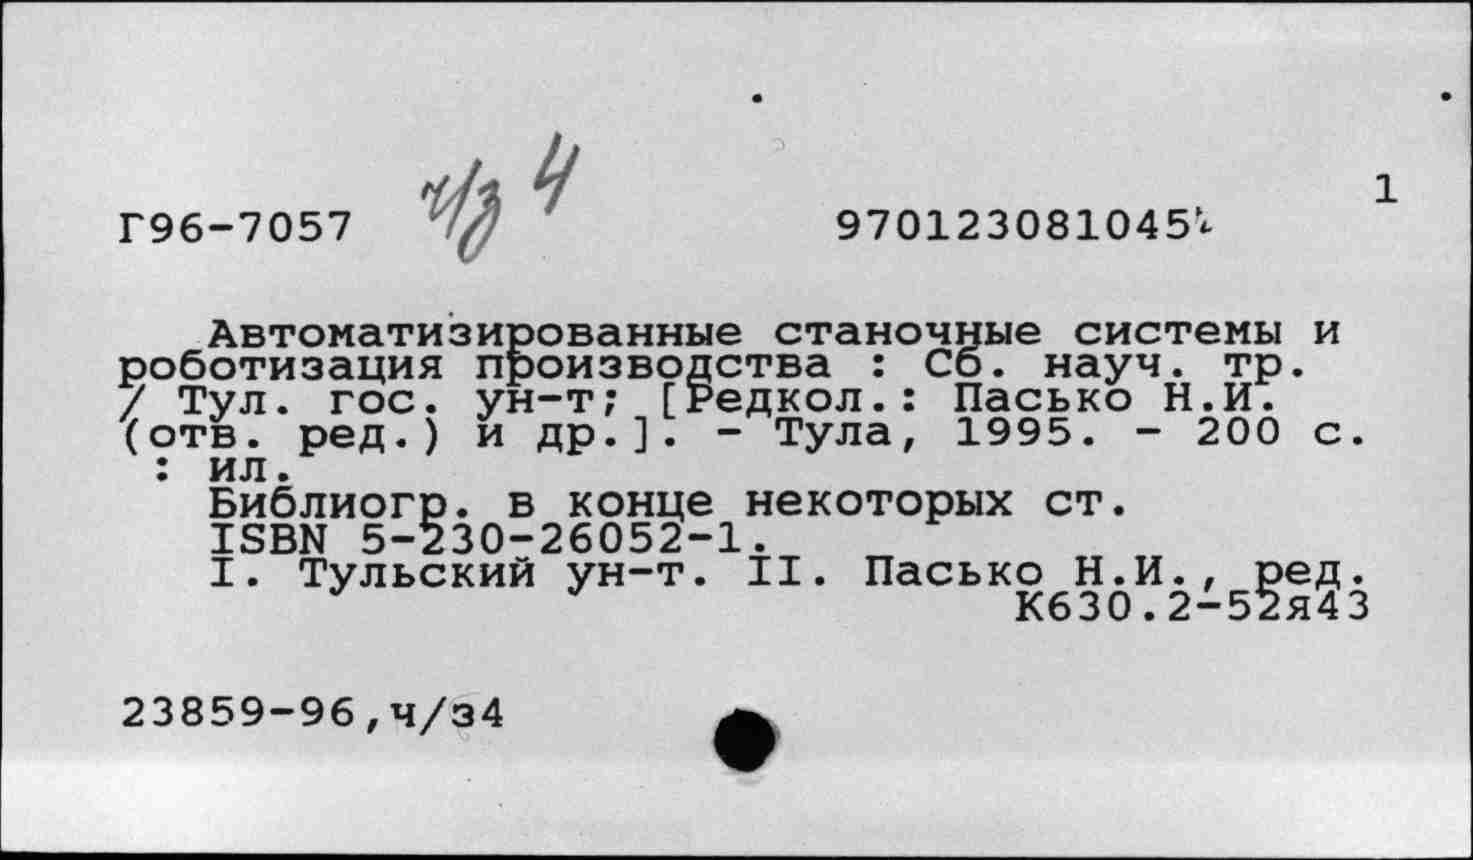 1
Г96-7057 ч/з 4 970123081045
Автоматизированные станочные системы и
роботизация производства : Сб. науч. тр.
/ Тул. гос. ун-т; [Редкол.: Пасько Н.И.
(отв. ред.) и др.]. - Тула, 1995. - 200 с.
: ил.
Библиогр. в конце некоторых ст.
ISBN 5-230-26052-1.
I. Тульский ун-т. II. Пасько Н.И., ред.
К630.2-52я43
23859-96,ч/з4